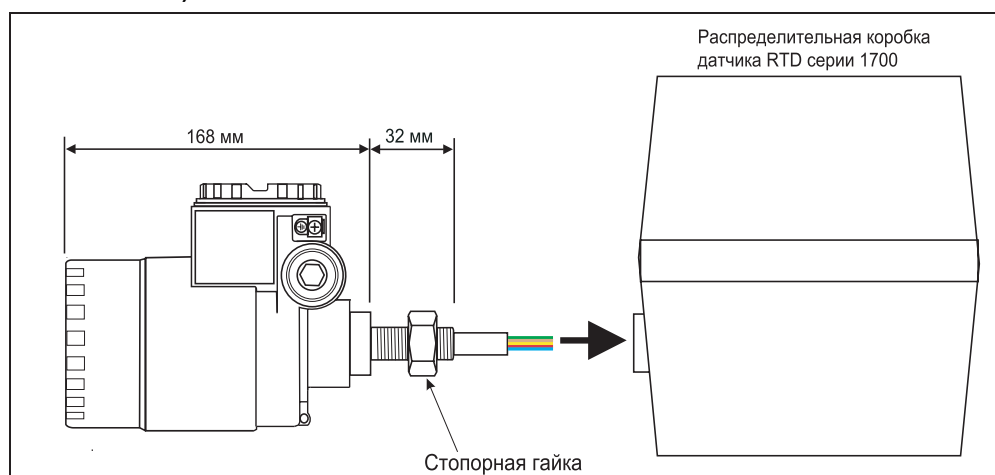 Распределительная коробка
датчика RTD серии 1700
168 мм
32 мм
Стопорная гайка